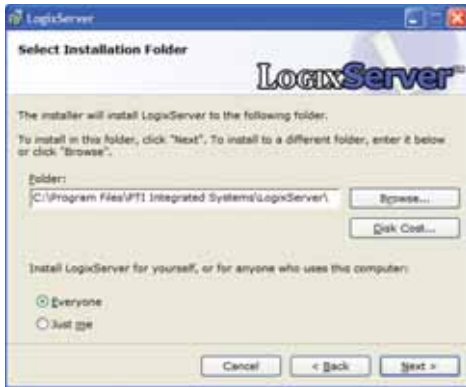 LogixServer
Select Installation Folder
LOGIXSERVER™
The installer will install LogixServer to the following folder.
To install in this folder, click "Next". To install to a different folder, enter it below
or click "Browse".
Folder:
C:\Program Files\PTI Integrated Systems\LogixServer\
Browse...
Disk Cost...
Install LogixServer for yourself, or for anyone who uses this computer:
Everyone
Just me
Cancel
< Back
Next >